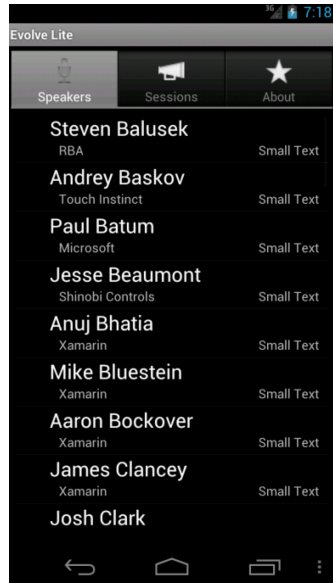 3G 7:18
Evolve Lite
Speakers Sessions About
Steven Balusek
RBA Small Text
Andrey Baskov
Touch Instinct Small Text
Paul Batum
Microsoft Small Text
Jesse Beaumont
Shinobi Controls Small Text
Anuj Bhatia
Xamarin Small Text
Mike Bluestein
Xamarin Small Text
Aaron Bockover
Xamarin Small Text
James Clancey
Xamarin Small Text
Josh Clark